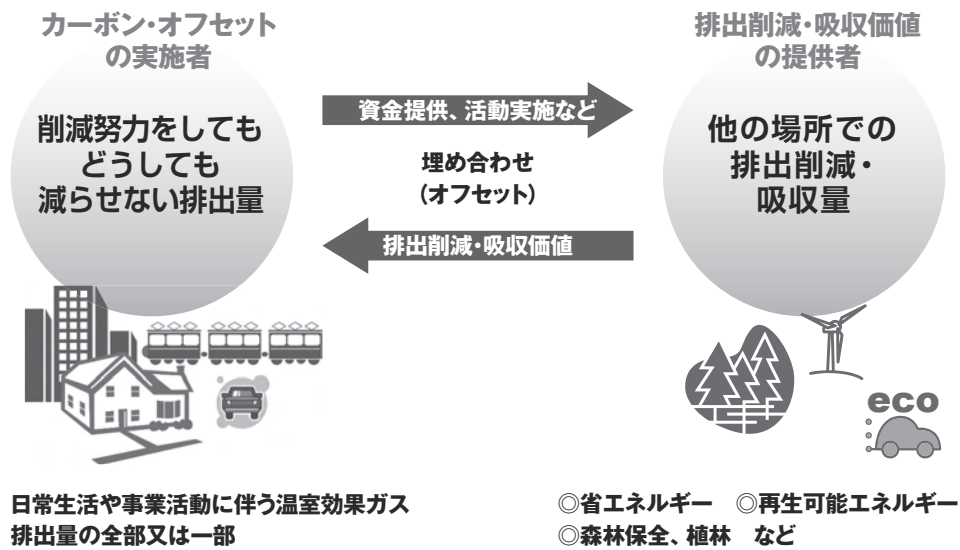 カーボン・オフセット
の実施者
削減努力をしても
どうしても
減らせない排出量
資金提供、活動実施など
埋め合わせ
(オフセット)
排出削減・吸収価値
排出削減・吸収価値
の提供者
他の場所での
排出削減・
吸収量
eco
日常生活や事業活動に伴う温室効果ガス
排出量の全部又は一部
◎省エネルギー　◎再生可能エネルギー
◎森林保全、植林　など